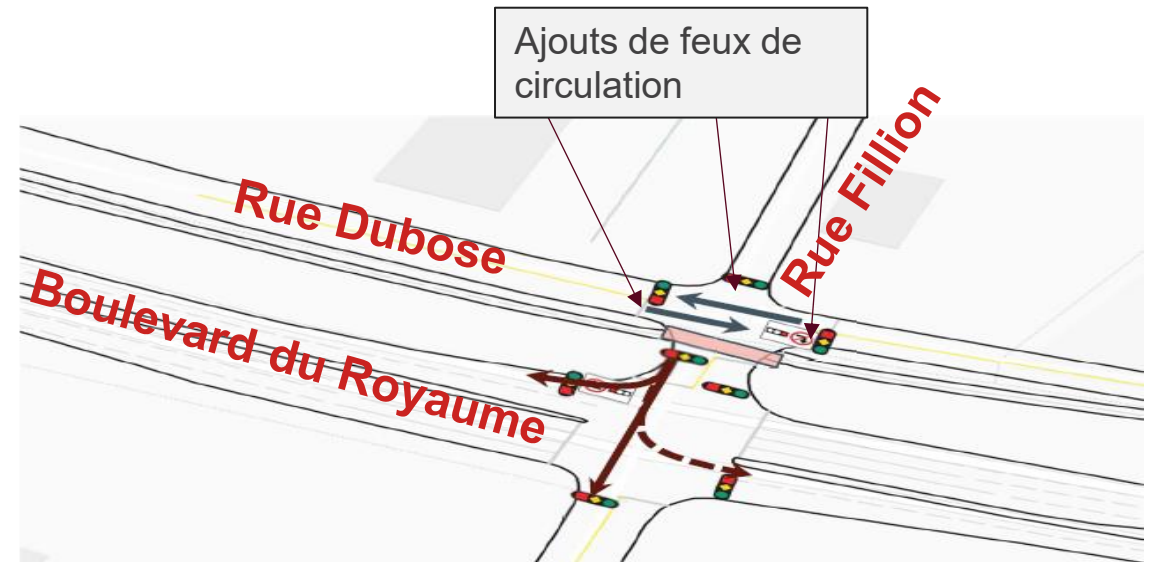 Ajouts de feux de
circulation
Rue Fillion
Rue Dubose
Boulevard du Royaume